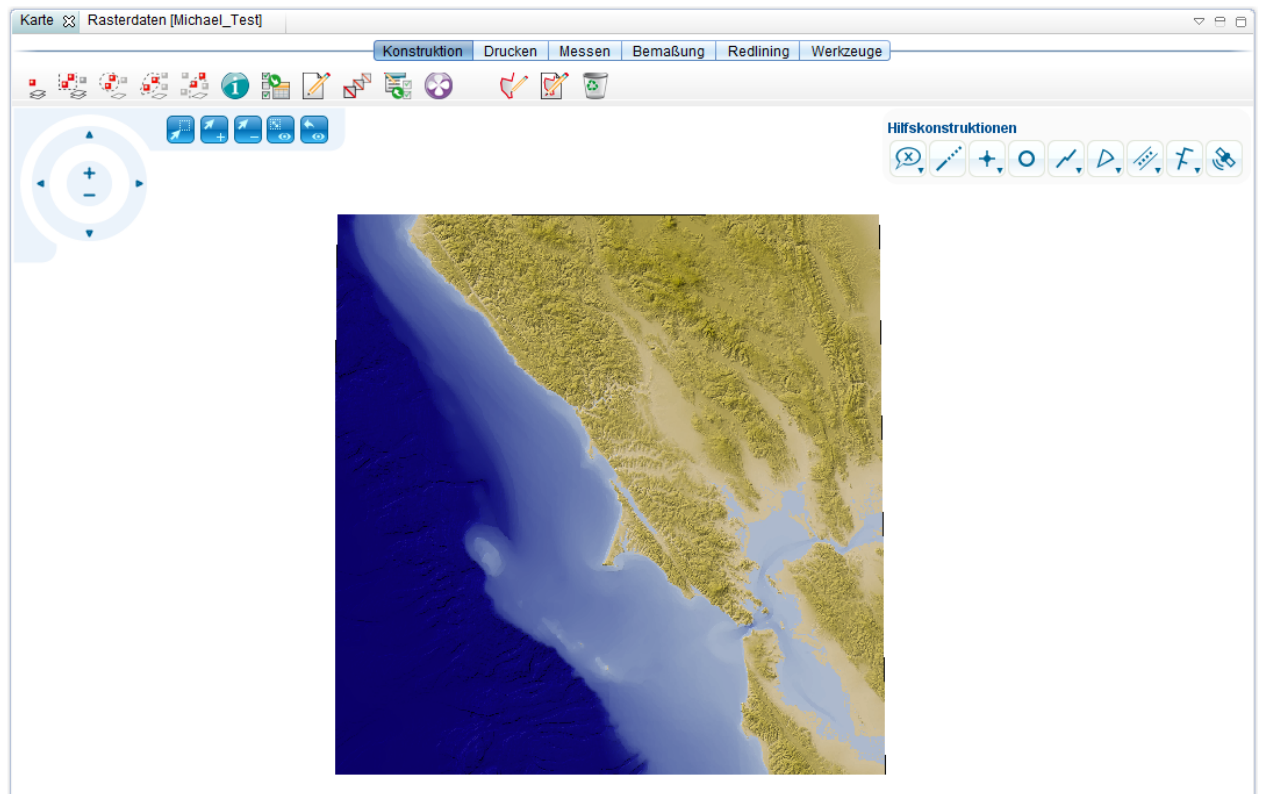 Karte Rasterdaten [Michael_Test]
Konstruktion Drucken Messen Bemaßung Redlining Werkzeuge
Hilfskonstruktionen